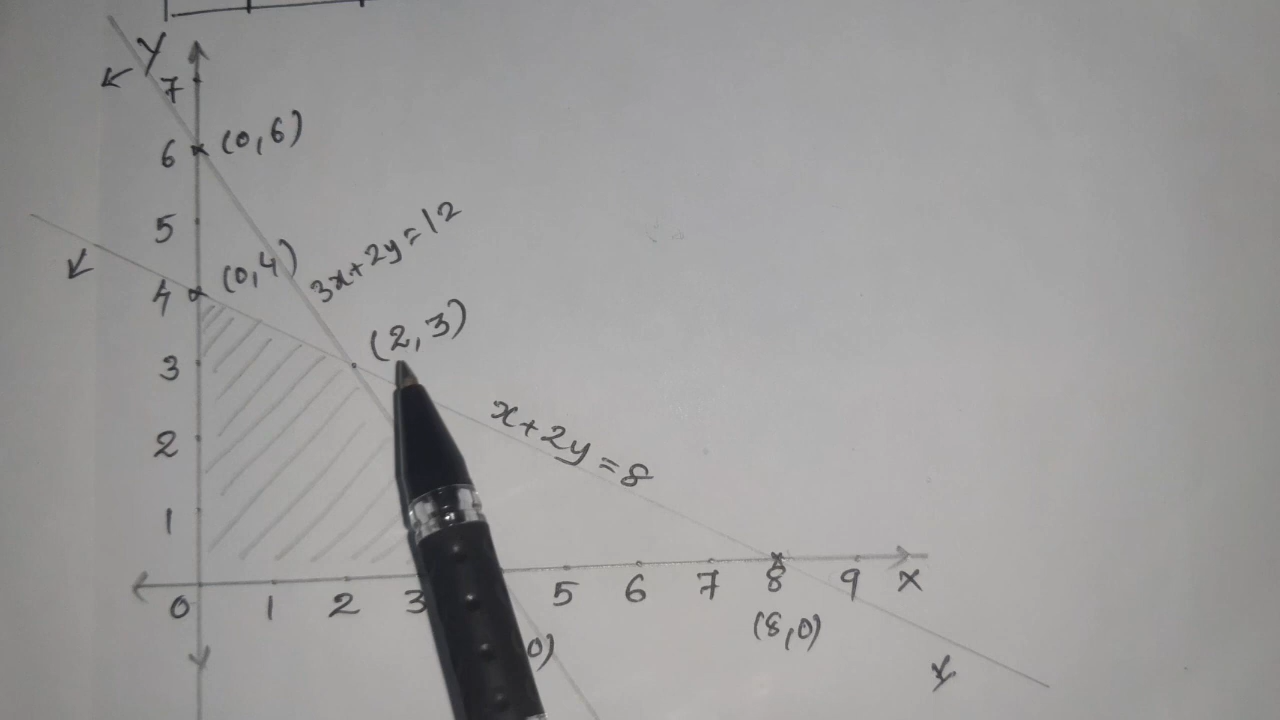 Y
7
6 (0,6)
5
3x+2y=12
(0,4)
4
(2,3)
3
x+2y=8
2
1
0 1 2 3 5 6 7 8 9 X
0) (8,0)